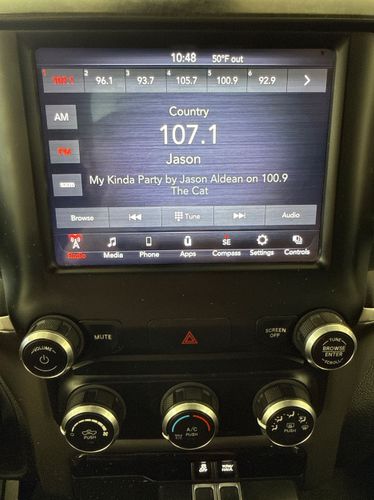 10:48 50°F out
1 107.1 2 96.1 3 93.7 4 105.7 5 100.9 6 92.9
AM
Country
107.1
FM
Jason
My Kinda Party by Jason Aldean on 100.9
The Cat
Browse Tune Audio
SE
Radio Media Phone Apps Compass Settings Controls
VOLUME
MUTE
SCREEN
OFF
TUNE
BROWSE
ENTER
SCROLL
PUSH
A/C
PUSH
PUSH